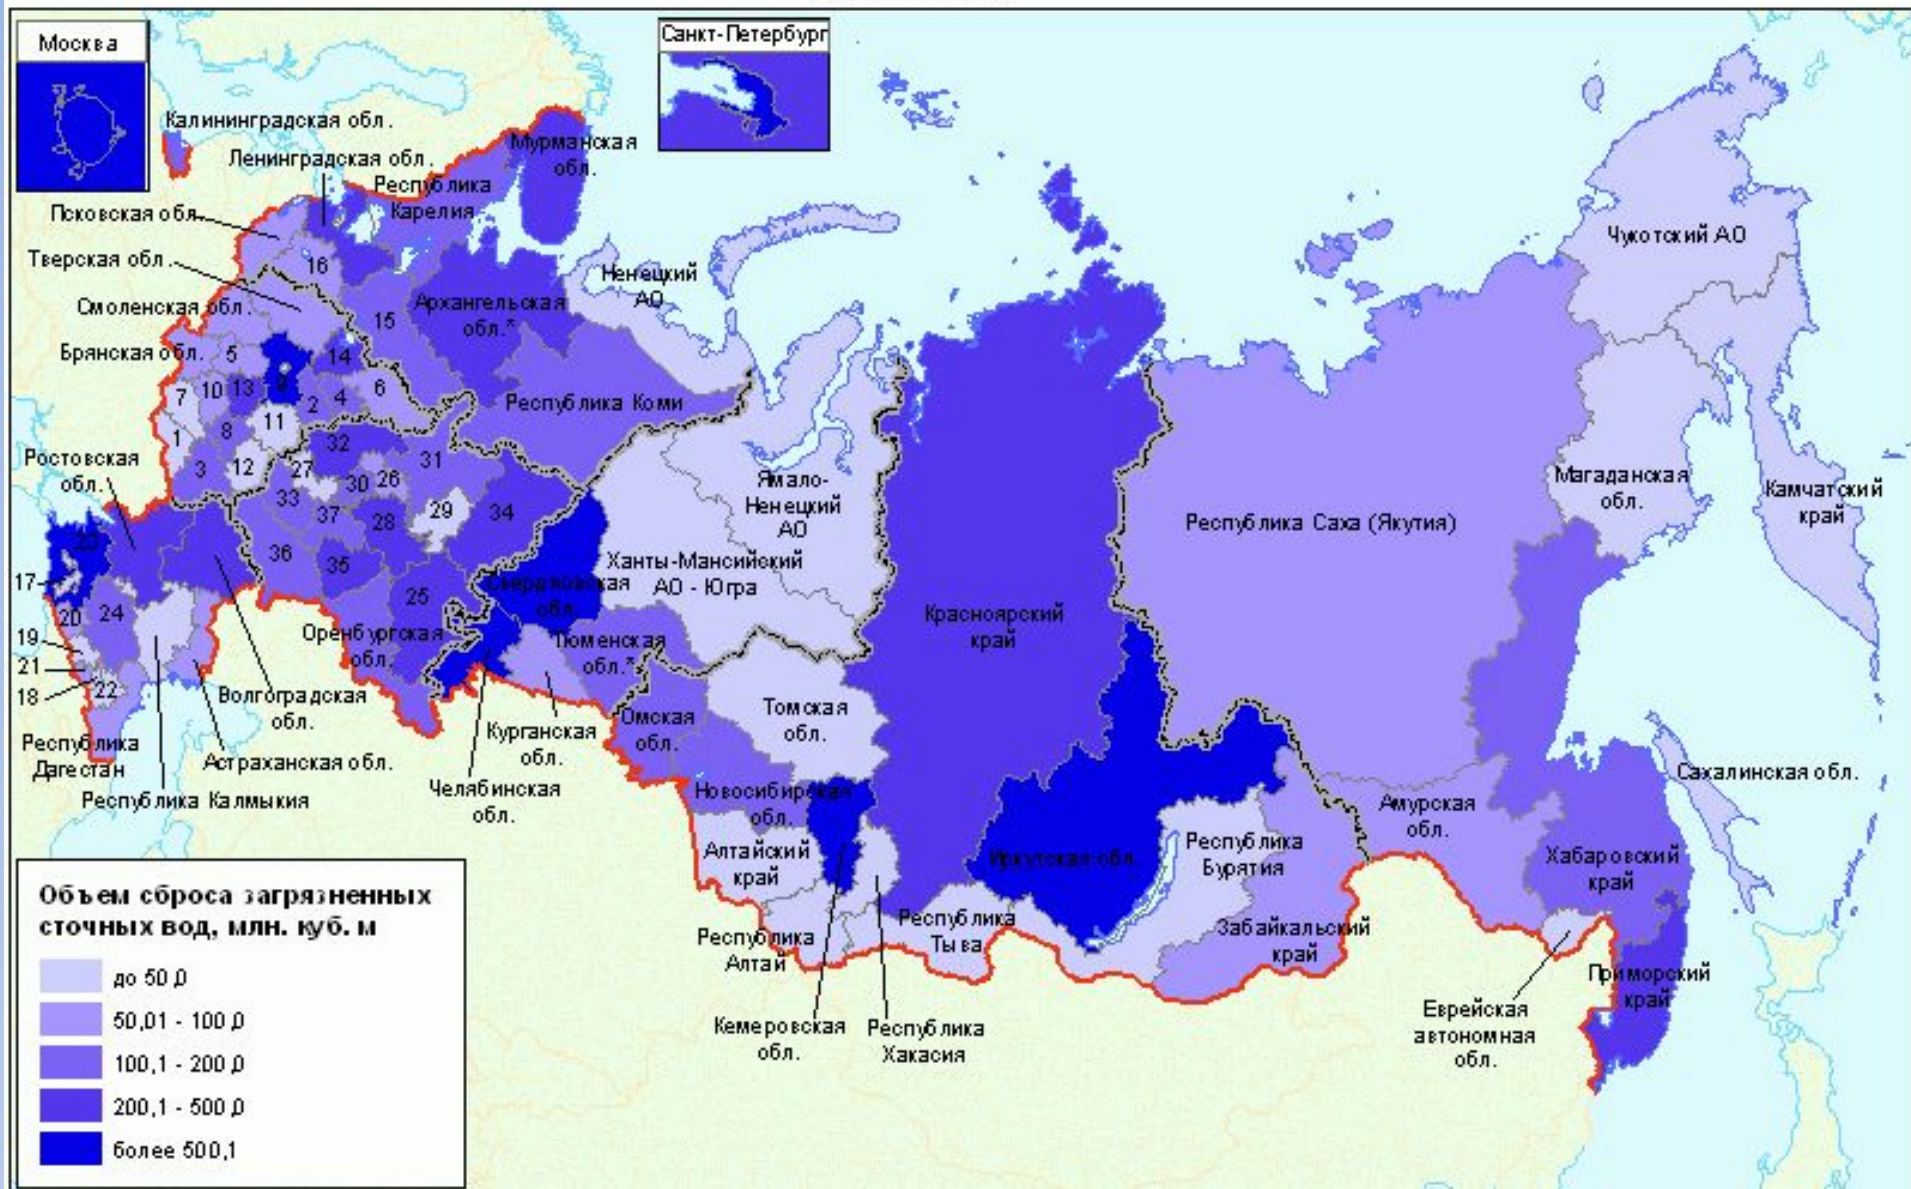 Москва
Санкт-Петербург
Калининградская обл.
Ленинградская обл.
Мурманская
обл.
Республика
Карелия
Псковская обл.
Тверская обл.
Смоленская обл.
Брянская обл.
16
15
Архангельская
обл.*
Ненецкий
АО
Чукотский АО
5
14
9
7
10
13
2
4
6
1
8
11
3
12
Республика Коми
Ростовская
обл.
32
27
31
33
30
26
37
28
29
34
36
35
25
23
17
20
24
19
21
18
22
Ямало-
Ненецкий
АО
Ханты-Мансийский
АО - Югра
Свердловская
обл.
Красноярский
край
Республика Саха (Якутия)
Магаданская
обл.
Камчатский
край
Оренбургская
обл.
Тюменская
обл.*
Волгоградская
обл.
Астраханская обл.
Республика
Дагестан
Республика Калмыкия
Челябинская
обл.
Курганская
обл.
Омская
обл.
Томская
обл.
Новосибирская
обл.
Алтайский
край
Республика
Алтай
Кемеровская
обл.
Республика
Хакасия
Республика
Тыва
Иркутская обл.
Республика
Бурятия
Забайкальский
край
Амурская
обл.
Хабаровский
край
Сахалинская обл.
Приморский
край
Еврейская
автономная
обл.
Объем сброса загрязненных
сточных вод, млн. куб. м
до 50,0
50,01 - 100,0
100,1 - 200,0
200,1 - 500,0
более 500,1